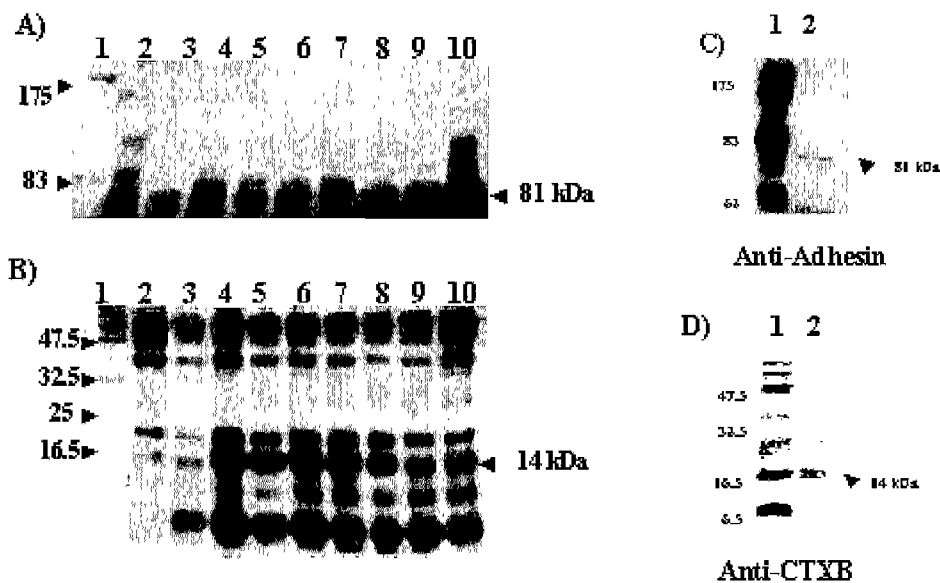 A)
1 2 3 4 5 6 7 8 9 10
175
83
81 kDa
B)
1 2 3 4 5 6 7 8 9 10
47.5
32.5
25
16.5
14 kDa
C)
1 2
175
83
62
81 kDa
Anti-Adhesin
D)
1 2
47.5
32.5
16.5
6.5
14 kDa
Anti-CTXB